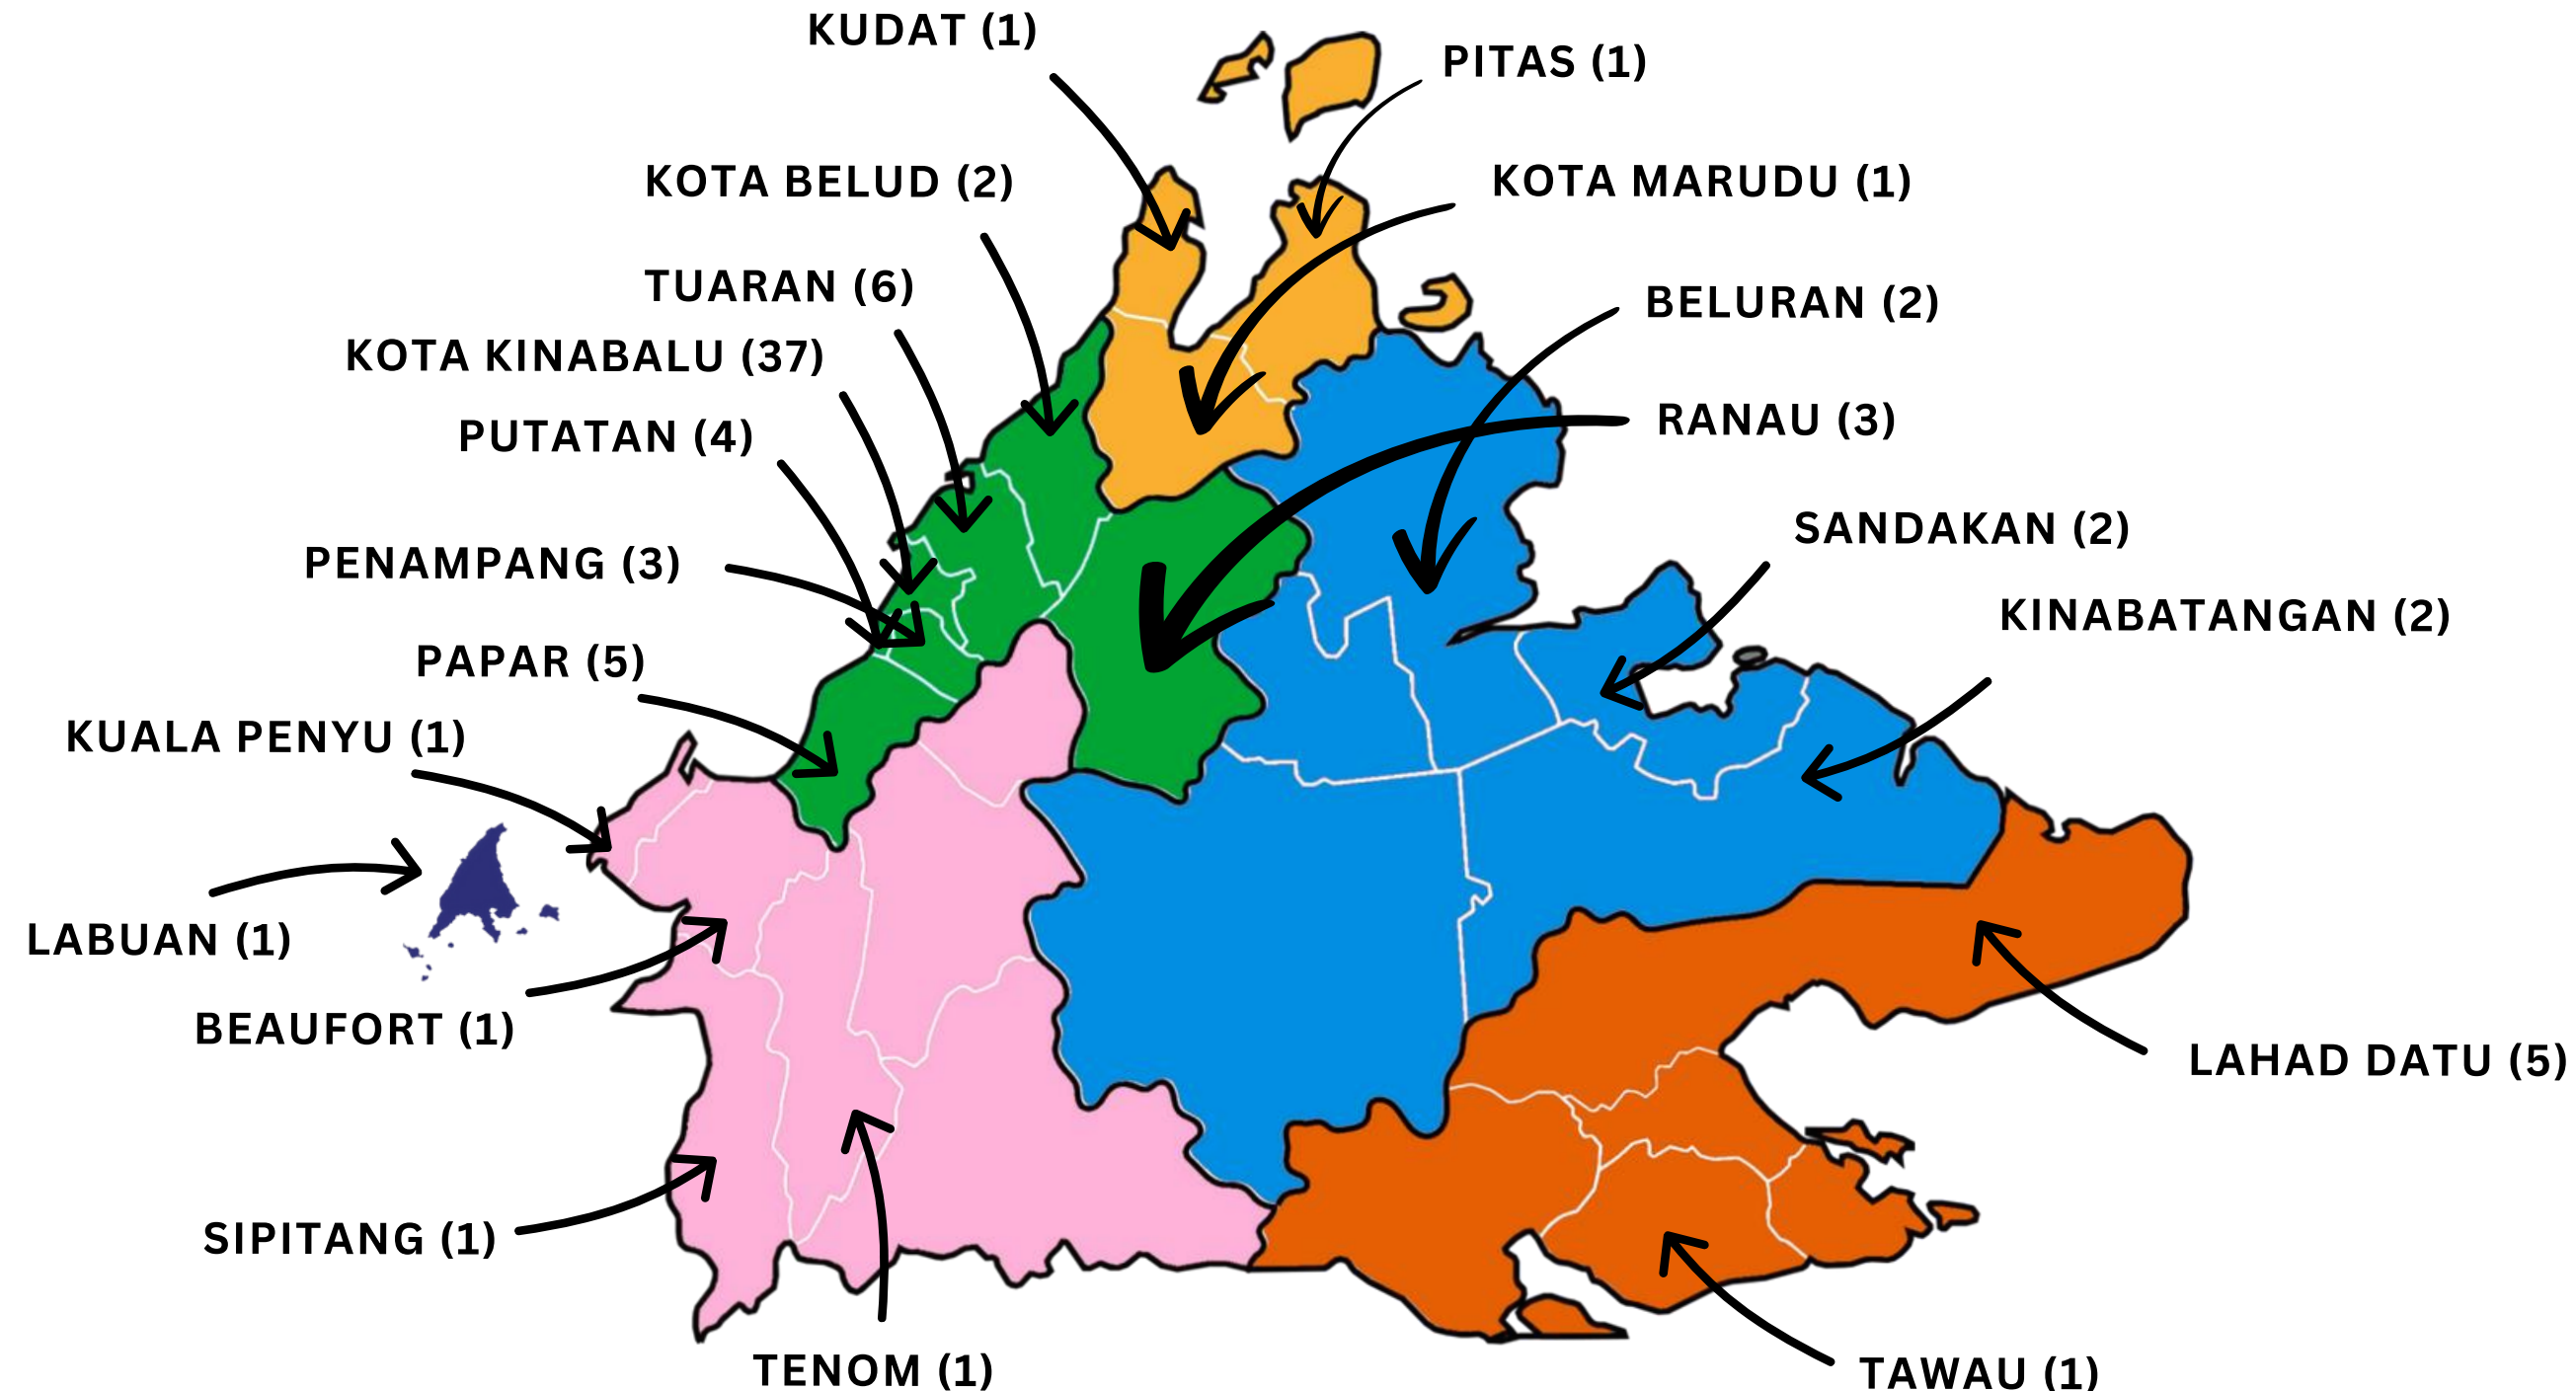 KUDAT (1)
PITAS (1)
KOTA BELUD (2)
KOTA MARUDU (1)
TUARAN (6)
BELURAN (2)
KOTA KINABALU (37)
PUTATAN (4)
RANAU (3)
SANDAKAN (2)
PENAMPANG (3)
KINABATANGAN (2)
PAPAR (5)
KUALA PENYU (1)
LABUAN (1)
BEAUFORT (1)
LAHAD DATU (5)
SIPITANG (1)
TENOM (1)
TAWAU (1)